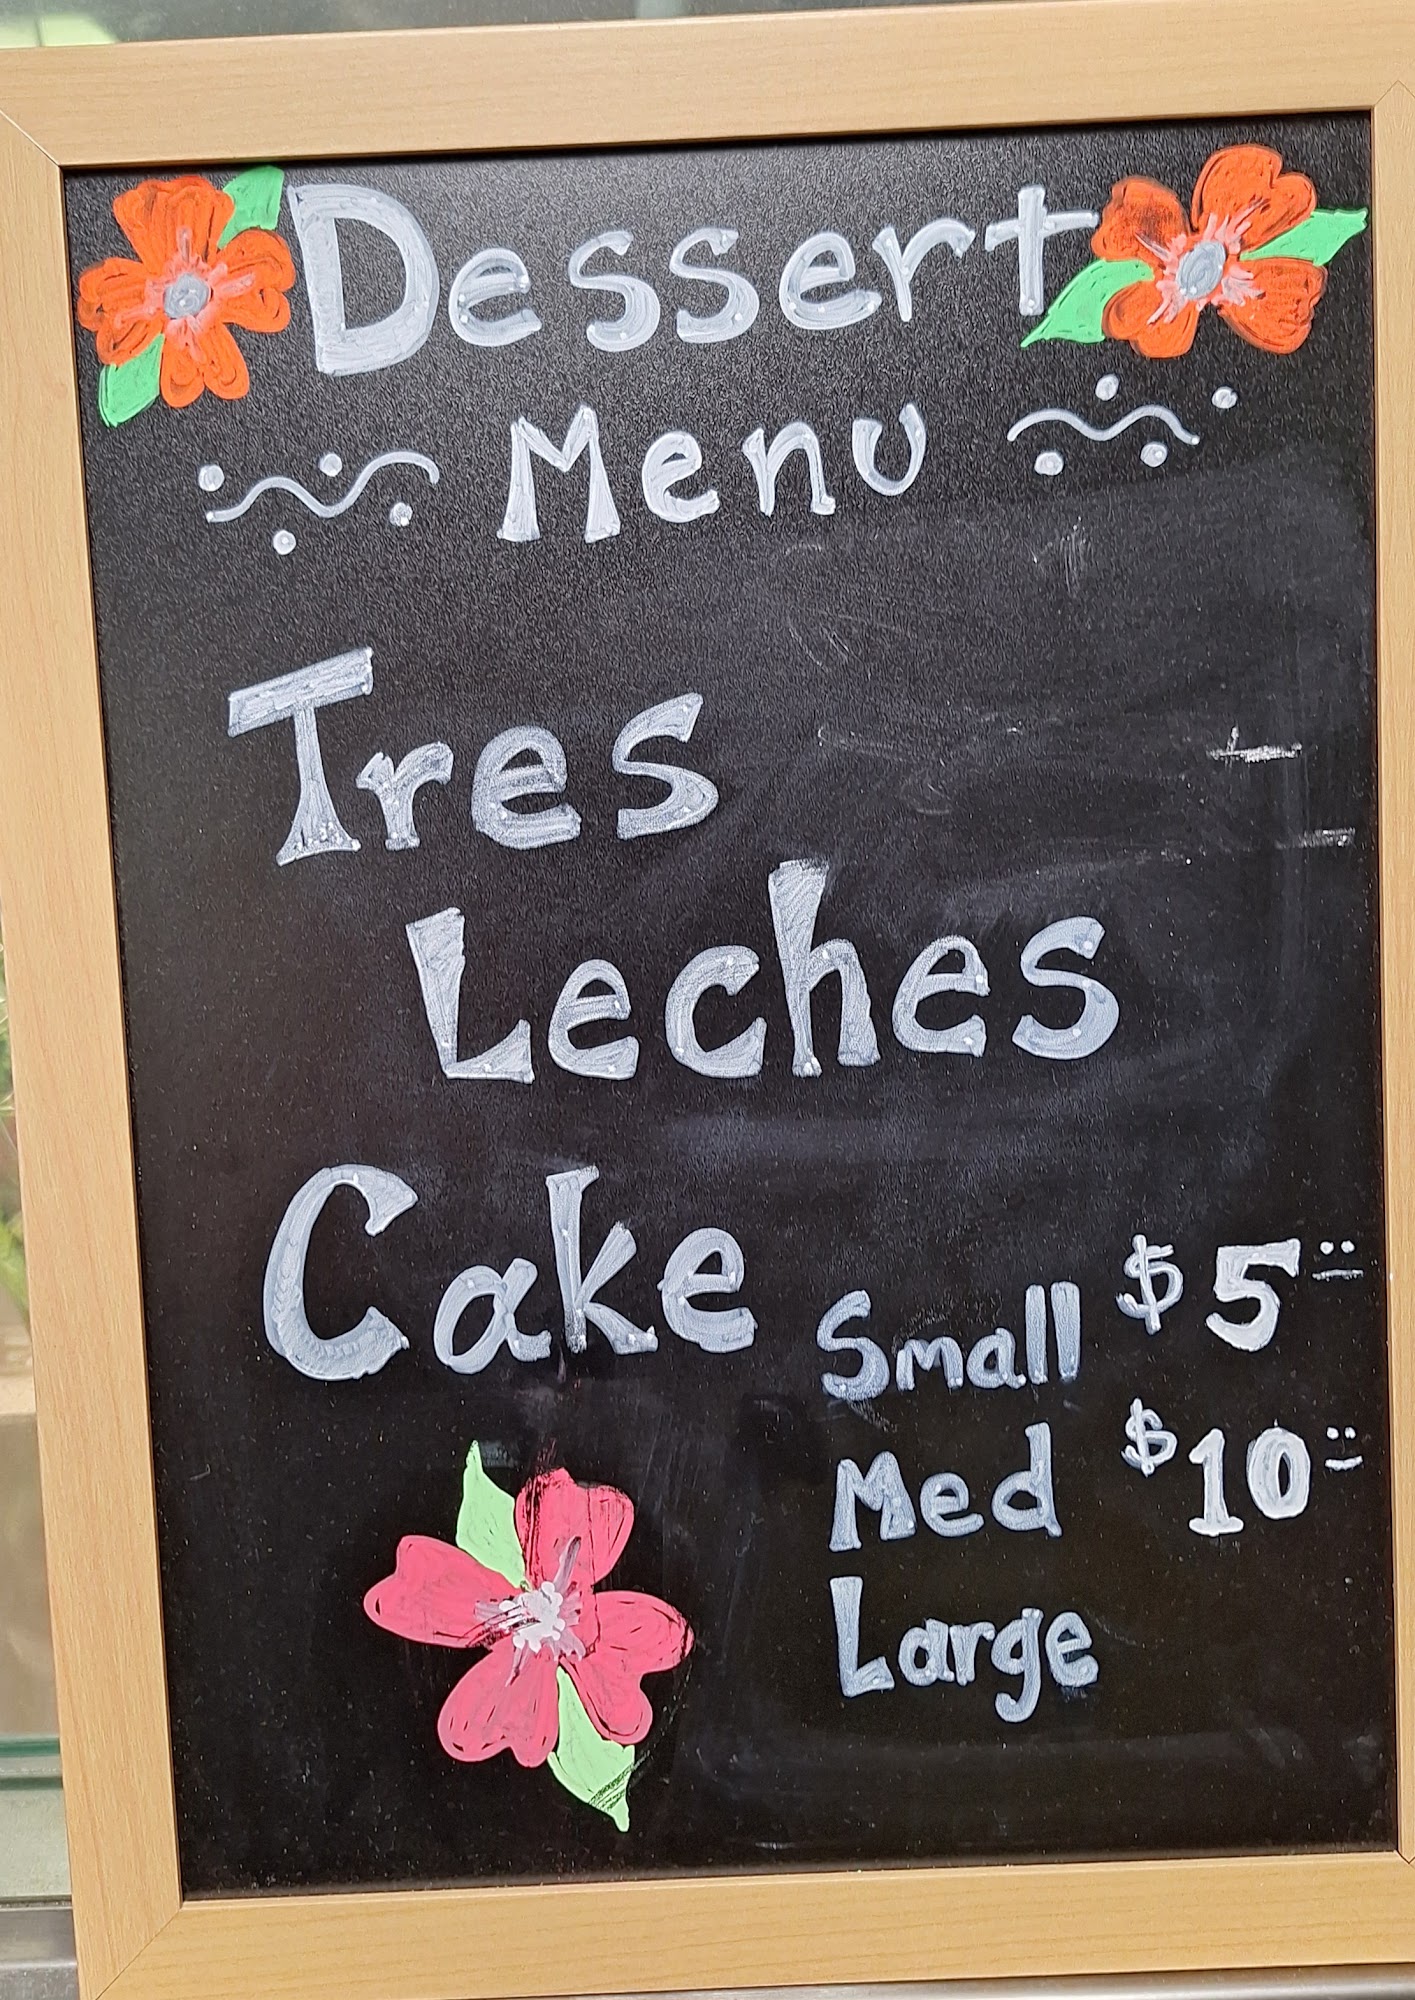 Dessert
Menu
Tres
Leches
Cake
Small $5
Med $10
Large